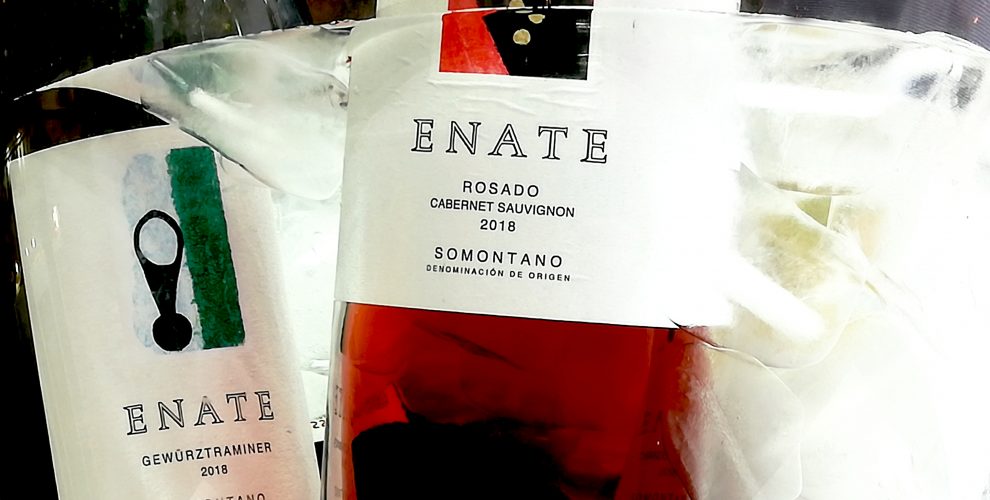 ENATE
ROSADO
CABERNET SAUVIGNON
2018
SOMONTANO
DENOMINACIÓN DE ORIGEN
ENATE
GEWÜRZTRAMINER
2018